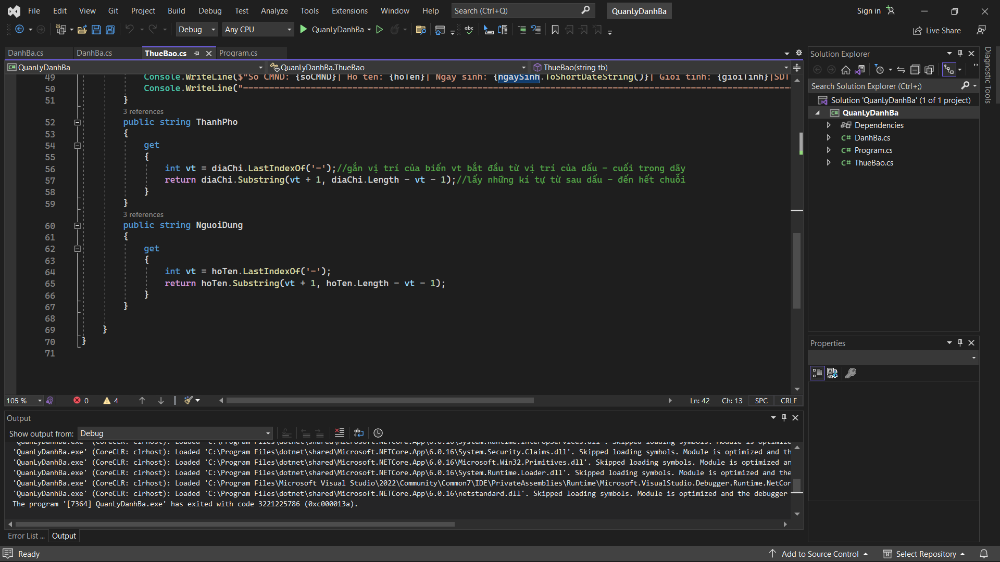 File Edit View Git Project Build Debug Test Analyze Tools Extensions Window Help Search (Ctrl+Q) QuanLyDanhBa Sign in
Debug Any CPU QuanLyDanhBa Live Share
DanhBa.cs DanhBa.cs ThueBao.cs Program.cs
QuanLyDanhBa QuanLyDanhBa.ThueBao ThueBao(string tb)
49 Console.WriteLine($"So CMND: {soCMND}| Ho ten: {hoTen}| Ngay sinh: {ngaySinh.ToShortDateString()}| Gioi tinh: {gioiTinh}|SDT
50 Console.WriteLine("-----------------------------------------------------------------------------------------------------------
51 }
3 references
52 public string ThanhPho
53 {
54 get
55 {
56 int vt = diaChi.LastIndexOf('-');//gắn vị trí của biến vt bắt đầu từ vị trí của dấu - cuối trong dãy
57 return diaChi.Substring(vt + 1, diaChi.Length - vt - 1);//lấy những kí tự từ sau dấu - đến hết chuỗi
58 }
59 }
3 references
60 public string NguoiDung
61 {
62 get
63 {
64 int vt = hoTen.LastIndexOf('-');
65 return hoTen.Substring(vt + 1, hoTen.Length - vt - 1);
66 }
67 }
68
69 }
70 }
71
105 % 0 4 Ln: 42 Ch: 13 SPC CRLF
Output
Show output from: Debug
'QuanLyDanhBa.exe' (CoreCLR: clrhost): Loaded 'C:\Program Files\dotnet\shared\Microsoft.NETCore.App\6.0.16\System.Runtime.InteropServices.dll'. Skipped loading symbols. Module is optimize
'QuanLyDanhBa.exe' (CoreCLR: clrhost): Loaded 'C:\Program Files\dotnet\shared\Microsoft.NETCore.App\6.0.16\System.Security.Claims.dll'. Skipped loading symbols. Module is optimized and th
'QuanLyDanhBa.exe' (CoreCLR: clrhost): Loaded 'C:\Program Files\dotnet\shared\Microsoft.NETCore.App\6.0.16\Microsoft.Win32.Primitives.dll'. Skipped loading symbols. Module is optimized an
'QuanLyDanhBa.exe' (CoreCLR: clrhost): Loaded 'C:\Program Files\dotnet\shared\Microsoft.NETCore.App\6.0.16\System.Runtime.Loader.dll'. Skipped loading symbols. Module is optimized and the
'QuanLyDanhBa.exe' (CoreCLR: clrhost): Loaded 'C:\Program Files\Microsoft Visual Studio\2022\Community\Common7\IDE\PrivateAssemblies\Runtime\Microsoft.VisualStudio.Debugger.Runtime.NetCor
'QuanLyDanhBa.exe' (CoreCLR: clrhost): Loaded 'C:\Program Files\dotnet\shared\Microsoft.NETCore.App\6.0.16\netstandard.dll'. Skipped loading symbols. Module is optimized and the debugger
The program '[7364] QuanLyDanhBa.exe' has exited with code 3221225786 (0xc000013a).
Error List ... Output
Solution Explorer
Search Solution Explorer (Ctrl+;)
Solution 'QuanLyDanhBa' (1 of 1 project)
C# QuanLyDanhBa
Dependencies
C# DanhBa.cs
C# Program.cs
C# ThueBao.cs
Properties
Diagnostic Tools
Ready Add to Source Control Select Repository